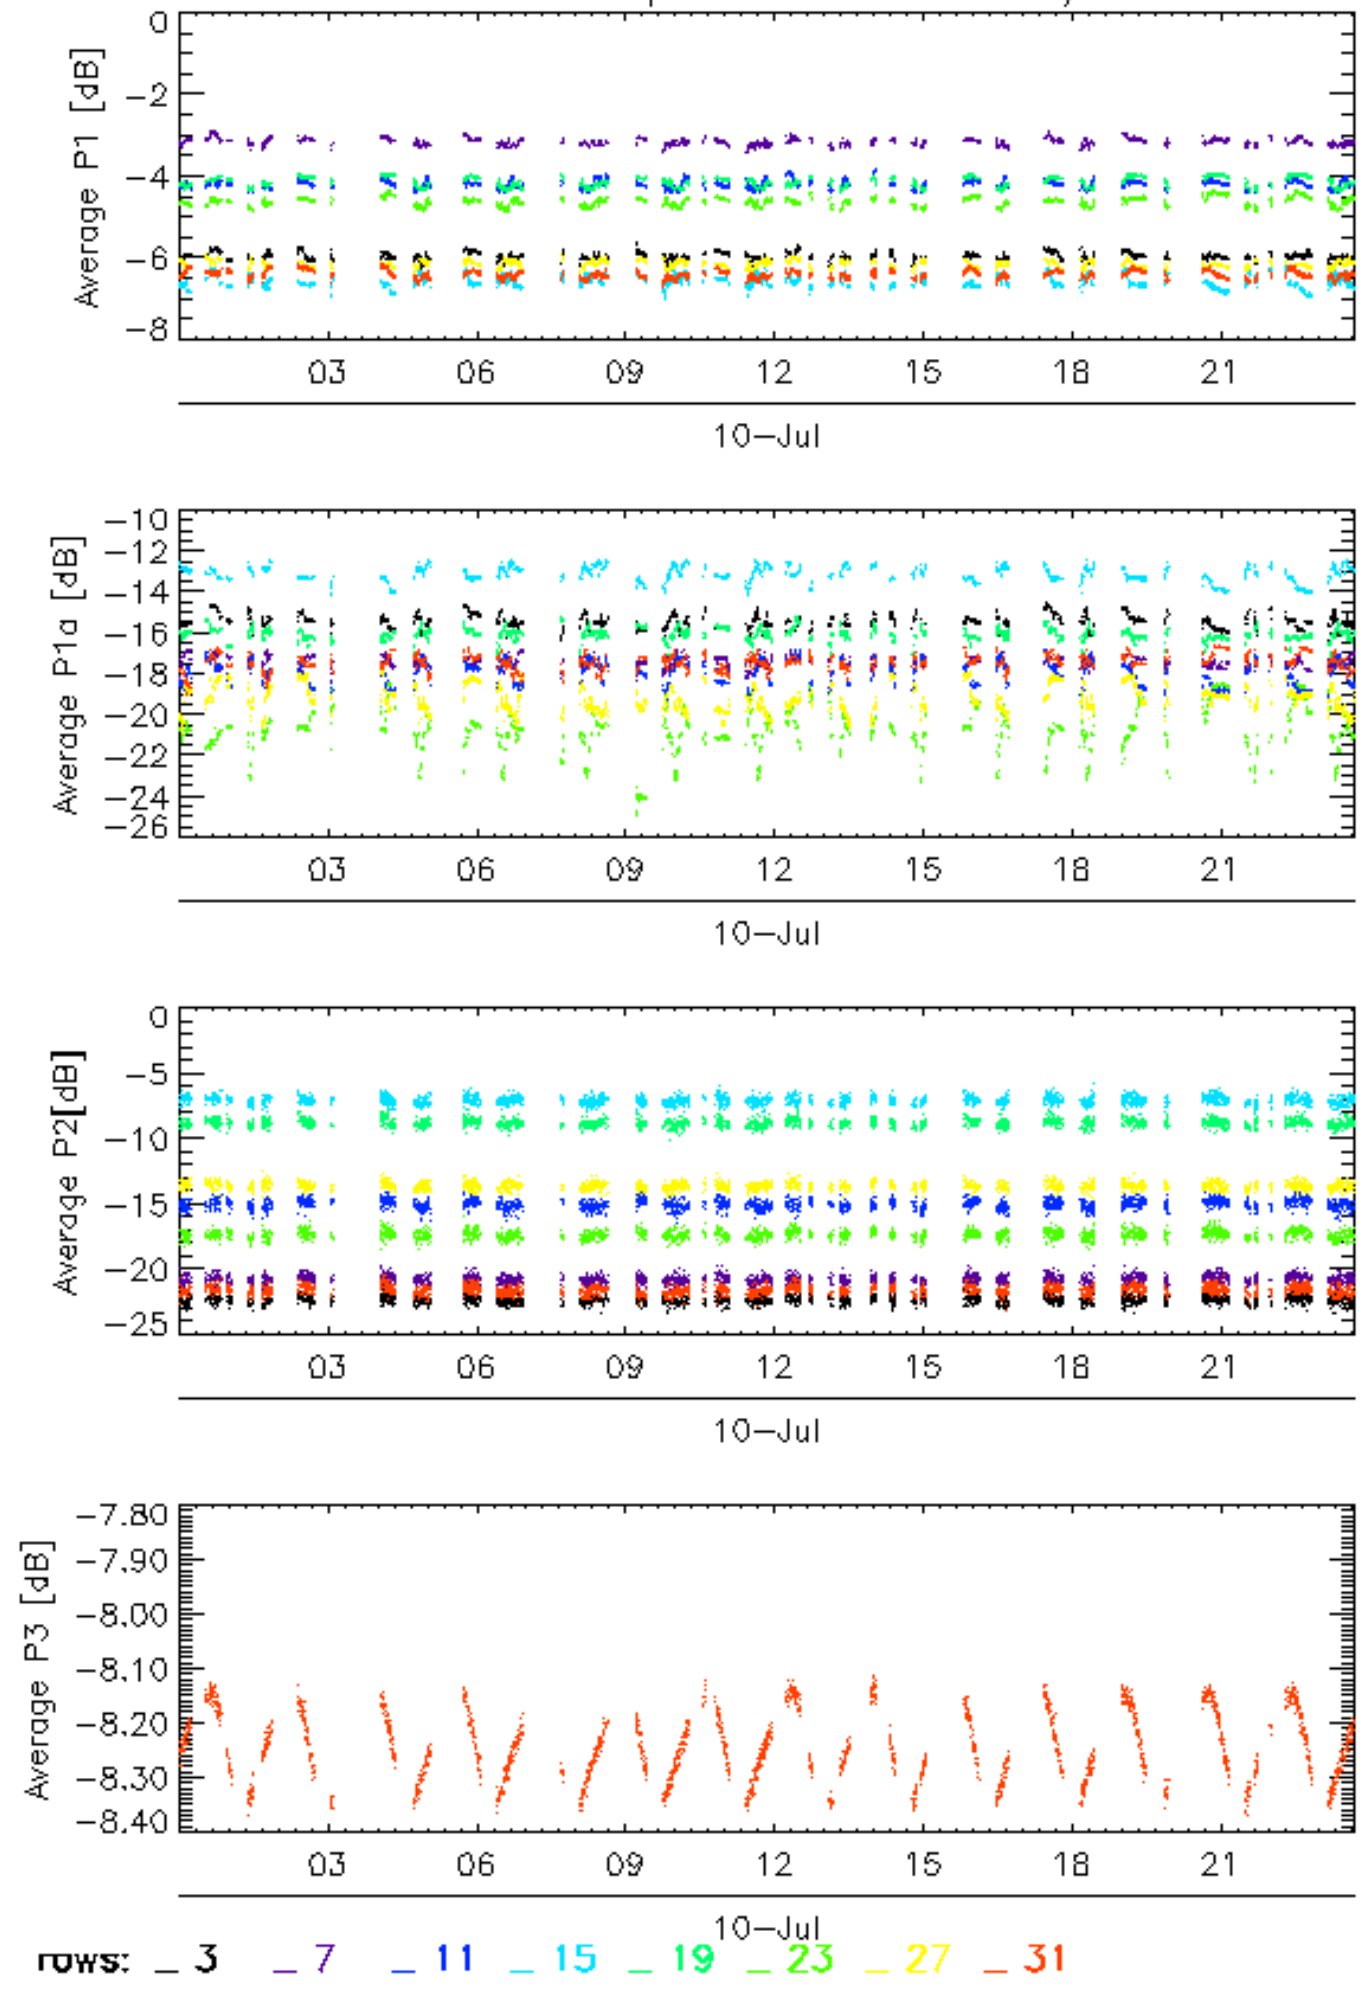 Average P1 [dB]
0
−2
−4
−6
−8
03 06 09 12 15 18 21
10−Jul
Average P1a [dB]
−10
−12
−14
−16
−18
−20
−22
−24
−26
03 06 09 12 15 18 21
10−Jul
Average P2[dB]
0
−5
−10
−15
−20
−25
03 06 09 12 15 18 21
10−Jul
Average P3 [dB]
−7.80
−7.90
−8.00
−8.10
−8.20
−8.30
−8.40
03 06 09 12 15 18 21
10−Jul
rows: _ 3 _ 7 _ 11 _ 15 _ 19 _ 23 _ 27 _ 31